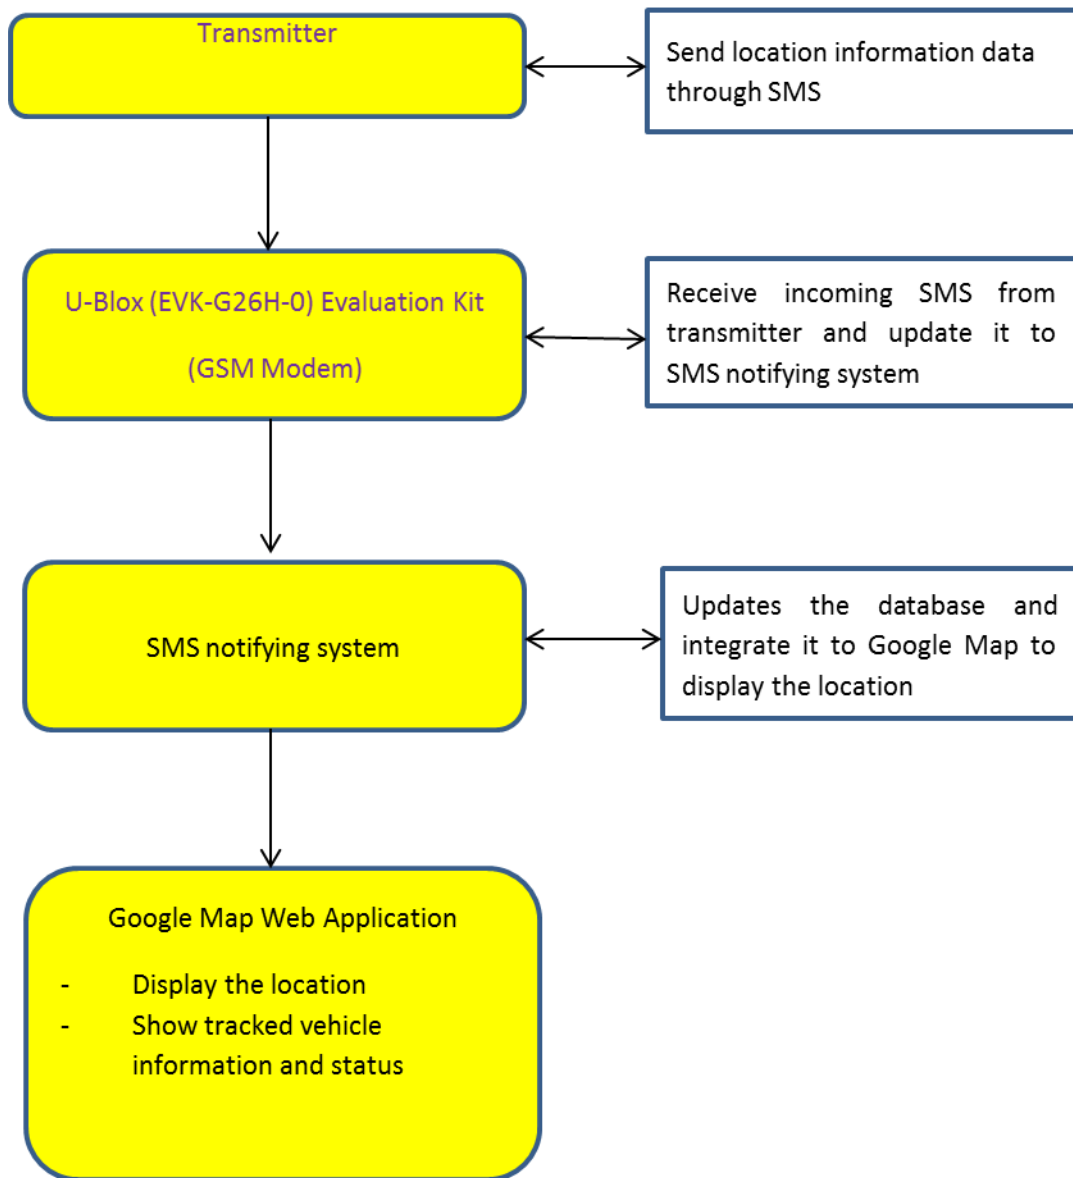 Transmitter
Send location information data
through SMS
U-Blox (EVK-G26H-0) Evaluation Kit
(GSM Modem)
Receive incoming SMS from
transmitter and update it to
SMS notifying system
SMS notifying system
Updates the database and
integrate it to Google Map to
display the location
Google Map Web Application
- Display the location
- Show tracked vehicle
information and status